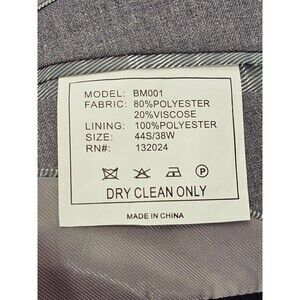 MODEL: BM001
FABRIC: 80%POLYESTER
20%VISCOSE
LINING: 100%POLYESTER
SIZE: 44S/38W
RN#: 132024
P
DRY CLEAN ONLY
MADE IN CHINA